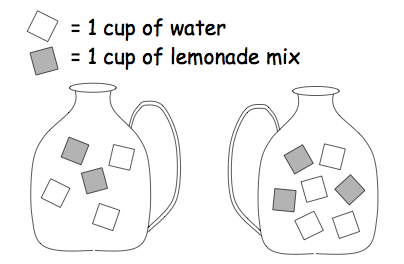 = 1 cup of water
= 1 cup of lemonade mix